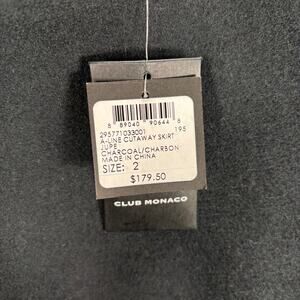 8 89040 90644 8
295771033001 195
A-LINE CUTAWAY SKIRT
JUPE
CHARCOAL/CHARBON
MADE IN CHINA
SIZE: 2
$179.50
CLUB MONACO